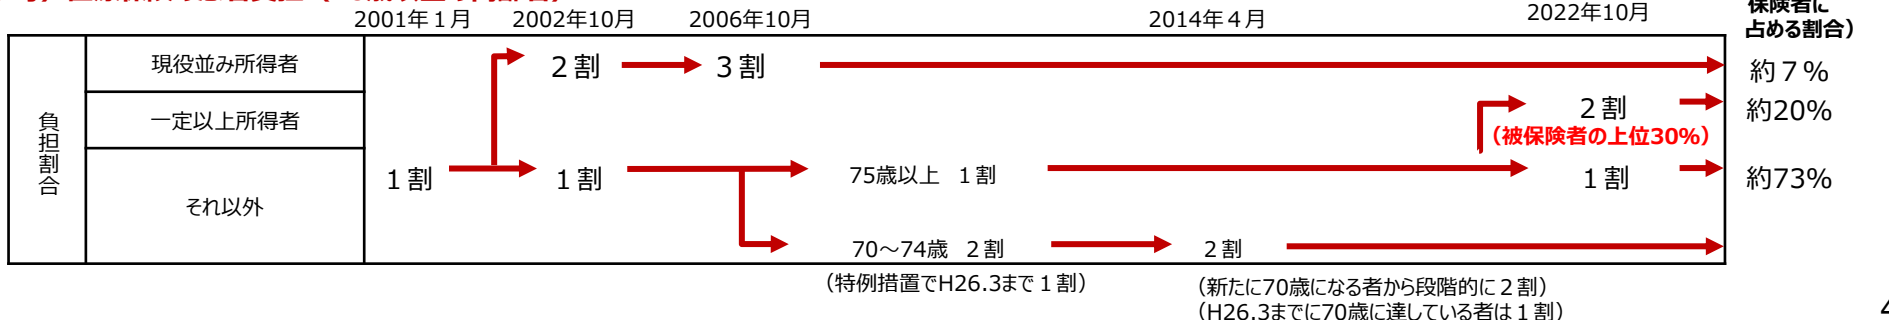 2001年１月 2002年10月 2006年10月 2014年４月 2022年10月
保険者に
占める割合）
負担割合
現役並み所得者 ２割 ３割 約７%
一定以上所得者 ２割 約20%
（被保険者の上位30%）
それ以外 １割 １割 75歳以上 １割 １割 約73%
70～74歳 ２割 ２割
（特例措置でH26.3まで１割）
（新たに70歳になる者から段階的に２割）
（H26.3までに70歳に達している者は１割）